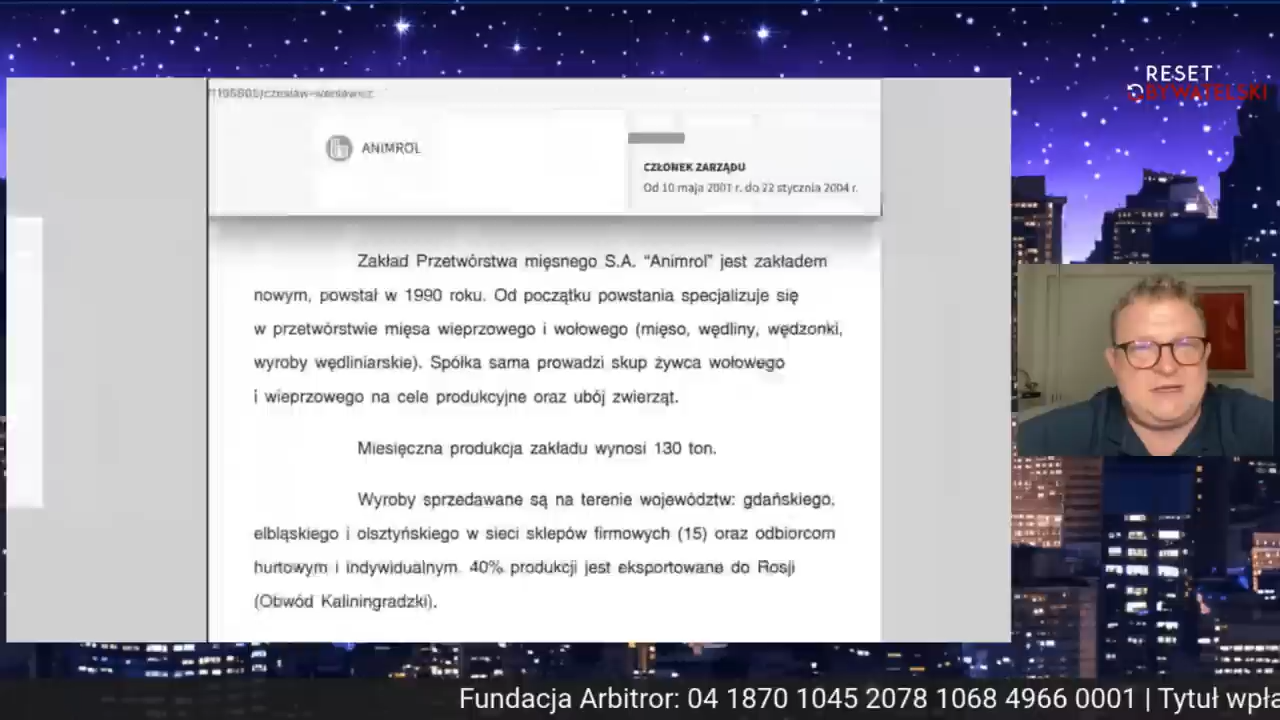 RESET
OBYWATELSKI
ANIMROL
CZŁONEK ZARZĄDU
Od 10 maja 2001 r. do 22 stycznia 2004 r.
Zakład Przetwórstwa mięsnego S.A. “Animrol” jest zakładem
nowym, powstał w 1990 roku. Od początku powstania specjalizuje się
w przetwórstwie mięsa wieprzowego i wołowego (mięso, wędliny, wędzonki,
wyroby wędliniarskie). Spółka sama prowadzi skup żywca wołowego
i wieprzowego na cele produkcyjne oraz ubój zwierząt.
Miesięczna produkcja zakładu wynosi 130 ton.
Wyroby sprzedawane są na terenie województw: gdańskiego,
elbląskiego i olsztyńskiego w sieci sklepów firmowych (15) oraz odbiorcom
hurtowym i indywidualnym. 40% produkcji jest eksportowane do Rosji
(Obwód Kaliningradzki).
Fundacja Arbitror: 04 1870 1045 2078 1068 4966 0001 | Tytuł wpła